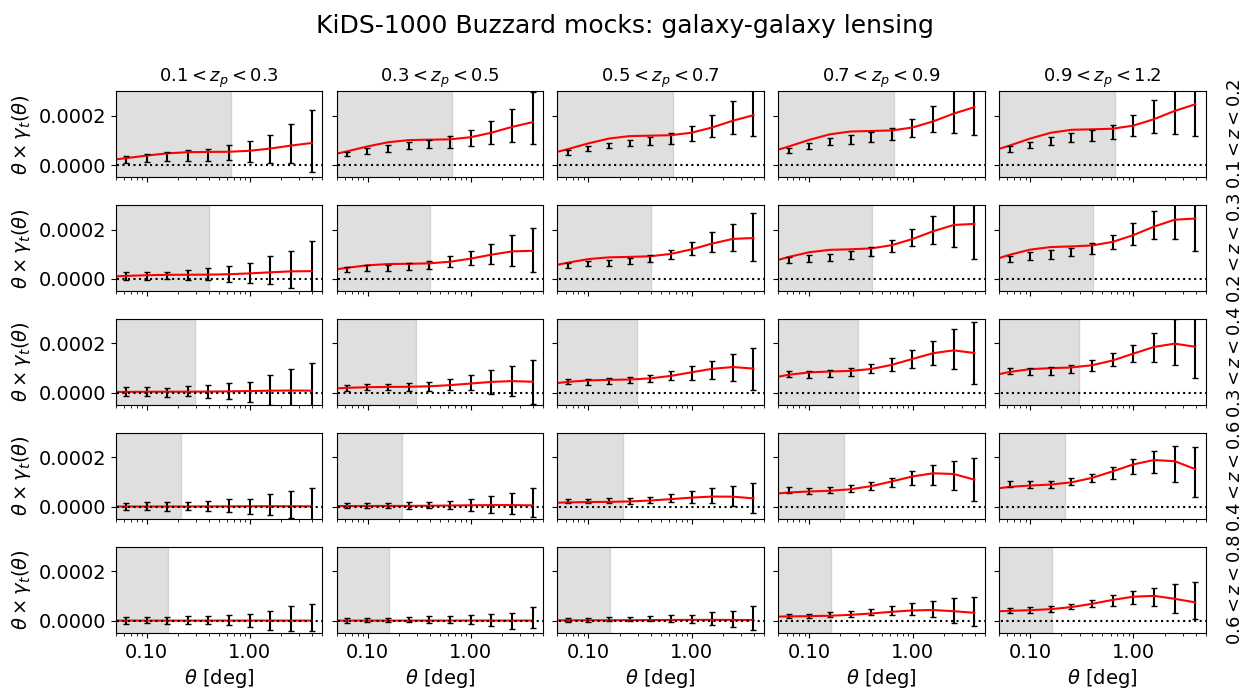 KiDS-1000 Buzzard mocks: galaxy-galaxy lensing
0.1 < z_p < 0.3
0.3 < z_p < 0.5
0.5 < z_p < 0.7
0.7 < z_p < 0.9
0.9 < z_p < 1.2
θ × γ_t(θ)
0.0002
0.0000
0.1 < z < 0.2
θ × γ_t(θ)
0.0002
0.0000
0.2 < z < 0.3
θ × γ_t(θ)
0.0002
0.0000
0.3 < z < 0.4
θ × γ_t(θ)
0.0002
0.0000
0.4 < z < 0.6
θ × γ_t(θ)
0.0002
0.0000
0.6 < z < 0.8
0.10 1.00
0.10 1.00
0.10 1.00
0.10 1.00
0.10 1.00
θ [deg]
θ [deg]
θ [deg]
θ [deg]
θ [deg]